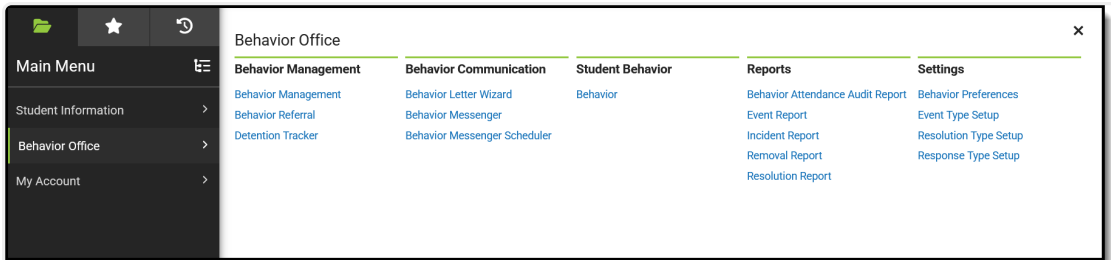 Main Menu
Student Information
Behavior Office
My Account
Behavior Office
Behavior Management
Behavior Management
Behavior Referral
Detention Tracker
Behavior Communication
Behavior Letter Wizard
Behavior Messenger
Behavior Messenger Scheduler
Student Behavior
Behavior
Reports
Behavior Attendance Audit Report
Event Report
Incident Report
Removal Report
Resolution Report
Settings
Behavior Preferences
Event Type Setup
Resolution Type Setup
Response Type Setup